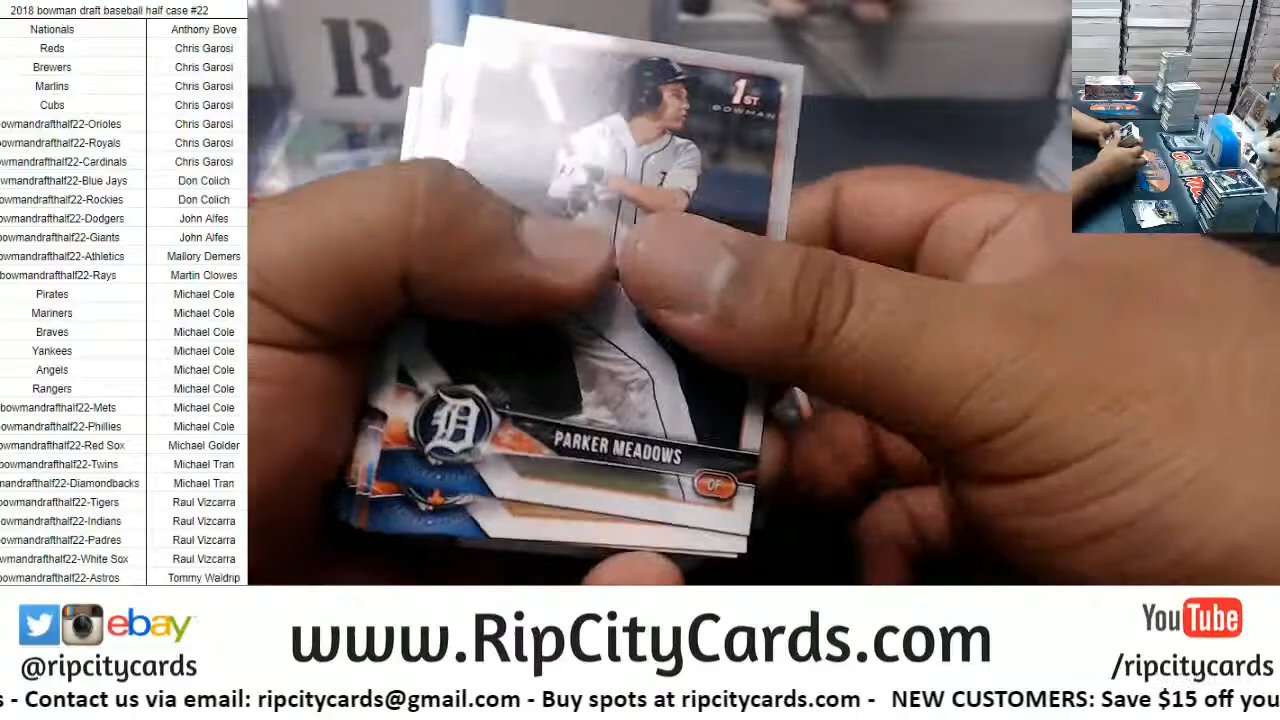 2018 bowman draft baseball half case #22
Nationals Anthony Bove
Reds Chris Garosi
Brewers Chris Garosi
Marlins Chris Garosi
Cubs Chris Garosi
owmandrafthalf22-Orioles Chris Garosi
owmandrafthalf22-Royals Chris Garosi
wmandrafthalf22-Cardinals Chris Garosi
wmandrafthalf22-Blue Jays Don Colich
owmandrafthalf22-Rockies Don Colich
owmandrafthalf22-Dodgers John Alfes
owmandrafthalf22-Giants John Alfes
bowmandrafthalf22-Athletics Mallory Demers
bowmandrafthalf22-Rays Martin Clowes
Pirates Michael Cole
Mariners Michael Cole
Braves Michael Cole
Yankees Michael Cole
Angels Michael Cole
Rangers Michael Cole
bowmandrafthalf22-Mets Michael Cole
owmandrafthalf22-Phillies Michael Cole
owmandrafthalf22-Red Sox Michael Golder
owmandrafthalf22-Twins Michael Tran
mandrafthalf22-Diamondbacks Michael Tran
owmandrafthalf22-Tigers Raul Vizcarra
owmandrafthalf22-Indians Raul Vizcarra
owmandrafthalf22-Padres Raul Vizcarra
wmandrafthalf22-White Sox Raul Vizcarra
owmandrafthalf22-Astros Tommy Waldrip
R
1ST
BOWMAN
D
PARKER MEADOWS
OF
ebay
@ripcitycards
www.RipCityCards.com
YouTube
/ripcitycards
s - Contact us via email: ripcitycards@gmail.com - Buy spots at ripcitycards.com - NEW CUSTOMERS: Save $15 off you